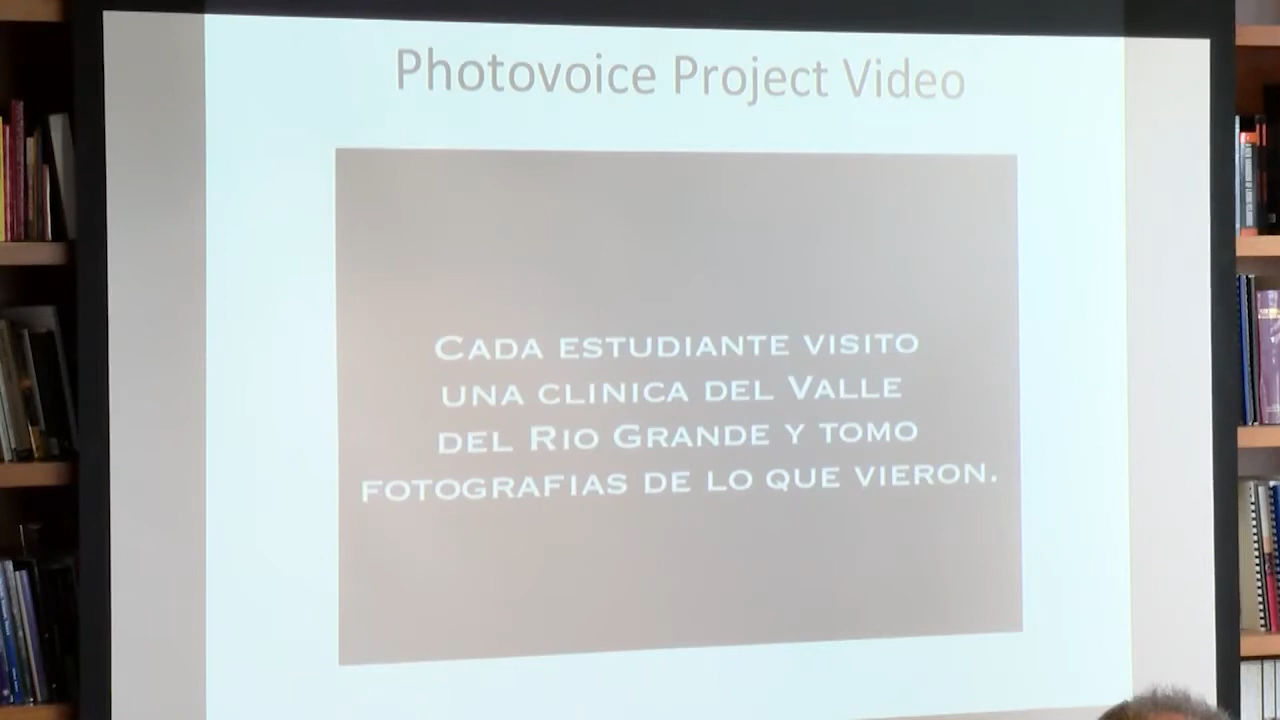 Photovoice Project Video
CADA ESTUDIANTE VISITO
UNA CLINICA DEL VALLE
DEL RIO GRANDE Y TOMO
FOTOGRAFIAS DE LO QUE VIERON.